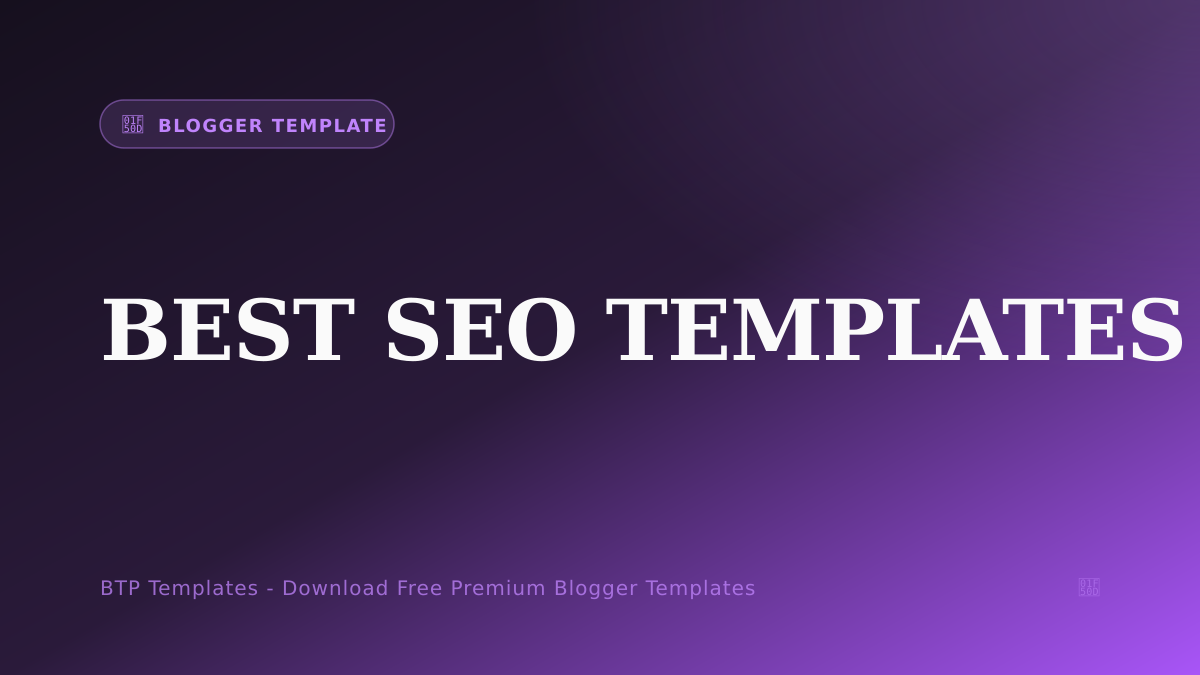 BLOGGER TEMPLATE
BEST SEO TEMPLATES
BTP Templates - Download Free Premium Blogger Templates